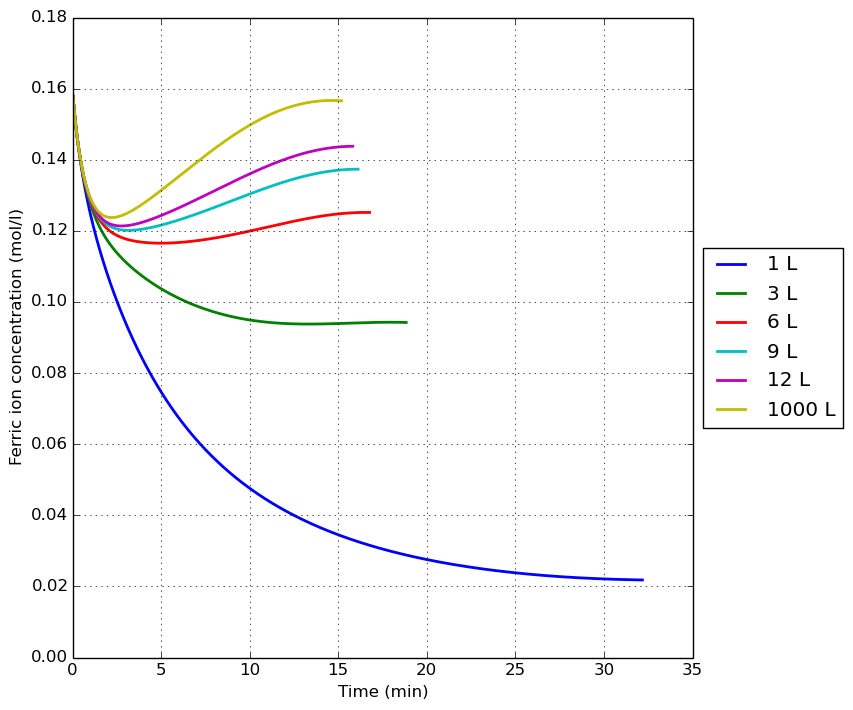 0.18
0.16
0.14
0.12
0.10
0.08
0.06
0.04
0.02
0.00
Ferric ion concentration (mol/l)
0 5 10 15 20 25 30 35
Time (min)
1 L
3 L
6 L
9 L
12 L
1000 L